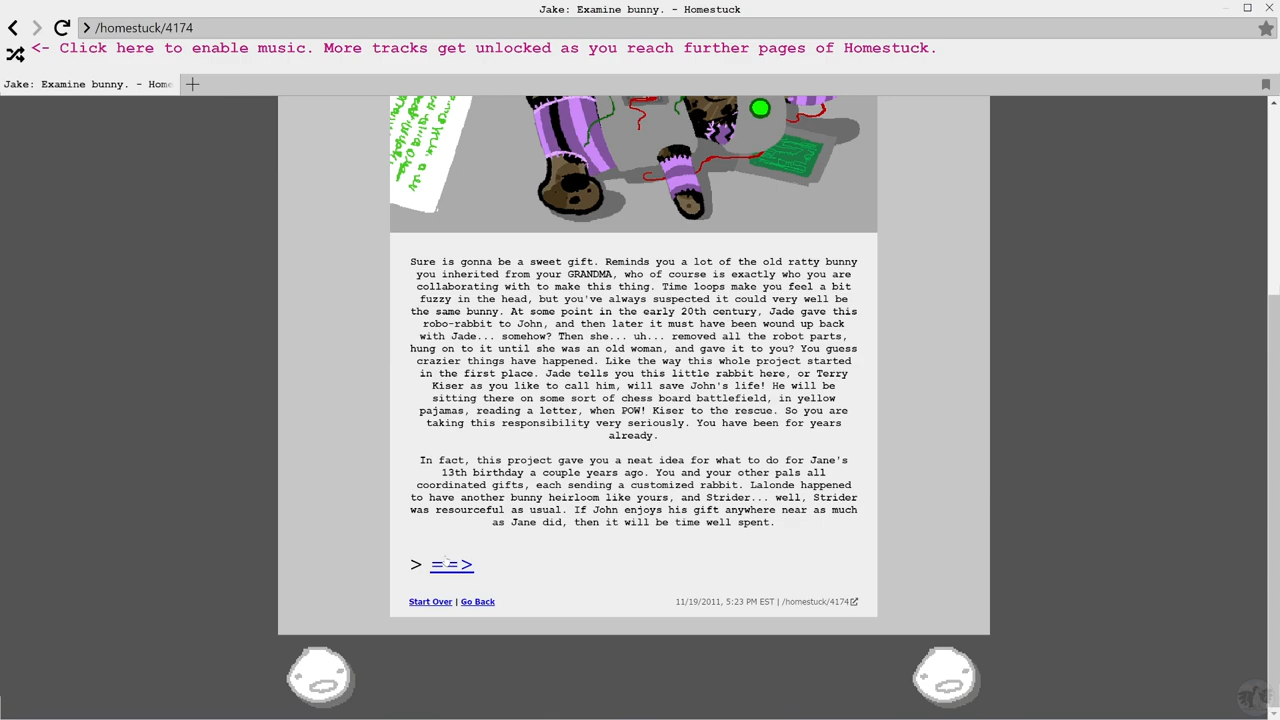 Jake: Examine bunny. - Homestuck
/homestuck/4174
<- Click here to enable music. More tracks get unlocked as you reach further pages of Homestuck.
Jake: Examine bunny. - Home
Sure is gonna be a sweet gift. Reminds you a lot of the old ratty bunny
you inherited from your GRANDMA, who of course is exactly who you are
collaborating with to make this thing. Time loops make you feel a bit
fuzzy in the head, but you've always suspected it could very well be
the same bunny. At some point in the early 20th century, Jade gave this
robo-rabbit to John, and then later it must have been wound up back
with Jade... somehow? Then she... uh... removed all the robot parts,
hung on to it until she was an old woman, and gave it to you? You guess
crazier things have happened. Like the way this whole project started
in the first place. Jade tells you this little rabbit here, or Terry
Kiser as you like to call him, will save John's life! He will be
sitting there on some sort of chess board battlefield, in yellow
pajamas, reading a letter, when POW! Kiser to the rescue. So you are
taking this responsibility very seriously. You have been for years
already.
In fact, this project gave you a neat idea for what to do for Jane's
13th birthday a couple years ago. You and your other pals all
coordinated gifts, each sending a customized rabbit. Lalonde happened
to have another bunny heirloom like yours, and Strider... well, Strider
was resourceful as usual. If John enjoys his gift anywhere near as much
as Jane did, then it will be time well spent.
> ==>
Start Over | Go Back
11/19/2011, 5:23 PM EST | /homestuck/4174